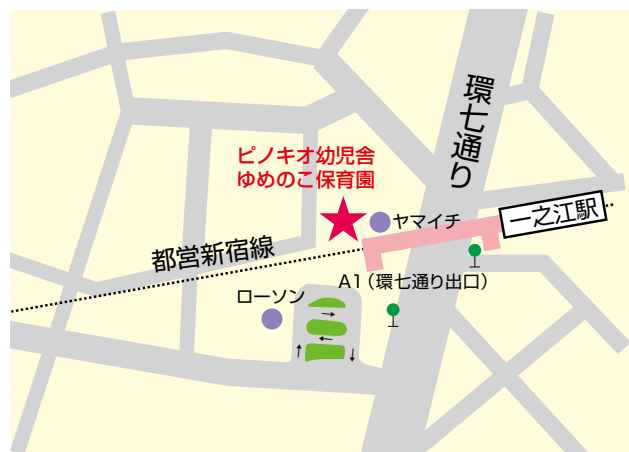 環七通り
ピノキオ幼児舎
ゆめのこ保育園
ヤマイチ
一之江駅
都営新宿線
A1(環七通り出口)
ローソン